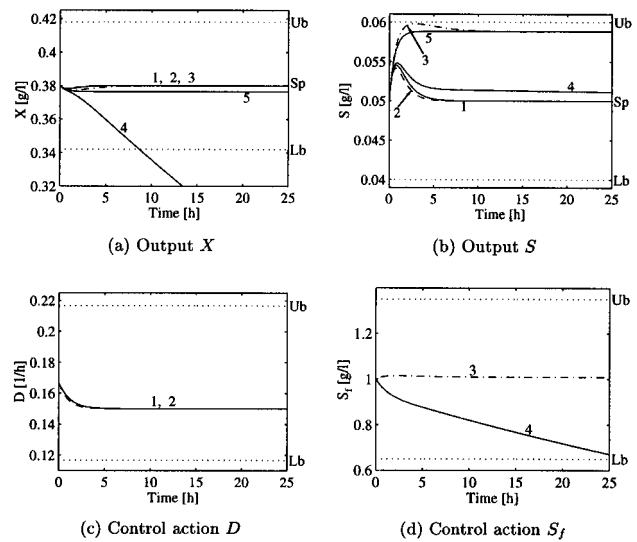 0.42
0.4
0.38
0.36
0.34
0.32
X [g/l]
Ub
Sp
Lb
1, 2, 3
5
4
0
5
10
15
20
25
Time [h]
(a) Output X
0.06
0.055
0.05
0.045
0.04
S [g/l]
Ub
Sp
Lb
5
3
4
2
1
0
5
10
15
20
25
Time [h]
(b) Output S
0.22
0.2
0.18
0.16
0.14
0.12
D [1/h]
Ub
Lb
1, 2
0
5
10
15
20
25
Time [h]
(c) Control action D
1.2
1
0.8
0.6
Sf [g/l]
Ub
Lb
3
4
0
5
10
15
20
25
Time [h]
(d) Control action Sf